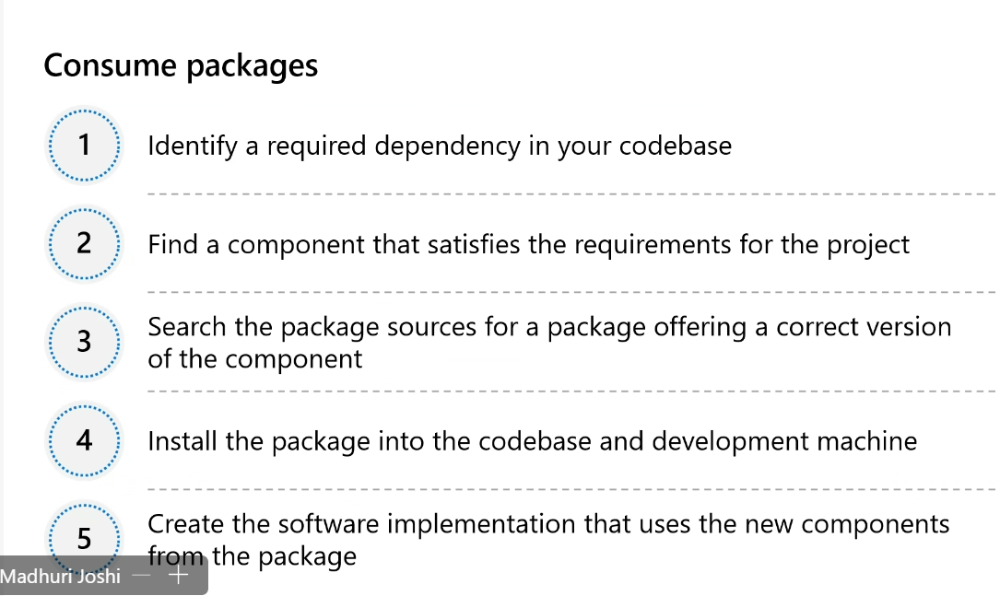 Consume packages
1
Identify a required dependency in your codebase
2
Find a component that satisfies the requirements for the project
3
Search the package sources for a package offering a correct version
of the component
4
Install the package into the codebase and development machine
5
Create the software implementation that uses the new components
from the package
Madhuri Joshi